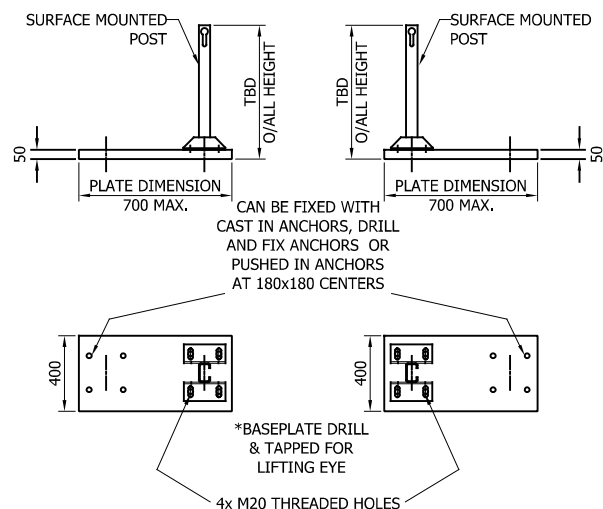 SURFACE MOUNTED
POST
SURFACE MOUNTED
POST
TBD
O/ALL HEIGHT
TBD
O/ALL HEIGHT
50
50
PLATE DIMENSION
700 MAX.
PLATE DIMENSION
700 MAX.
CAN BE FIXED WITH
CAST IN ANCHORS, DRILL
AND FIX ANCHORS OR
PUSHED IN ANCHORS
AT 180x180 CENTERS
400
400
*BASEPLATE DRILL
& TAPPED FOR
LIFTING EYE
4x M20 THREADED HOLES